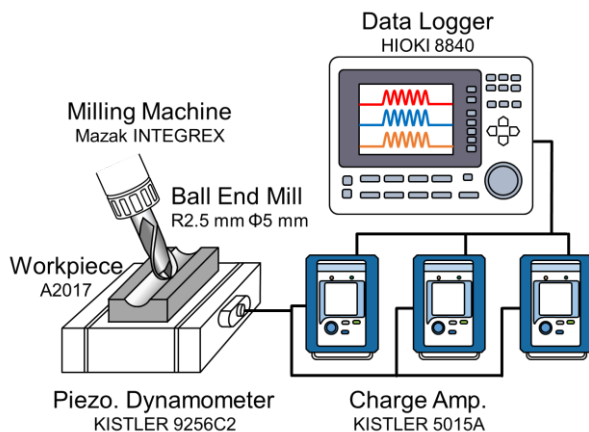 Data Logger
HIOKI 8840
Milling Machine
Mazak INTEGREX
Ball End Mill
R2.5 mm Φ5 mm
Workpiece
A2017
Piezo. Dynamometer
KISTLER 9256C2
Charge Amp.
KISTLER 5015A